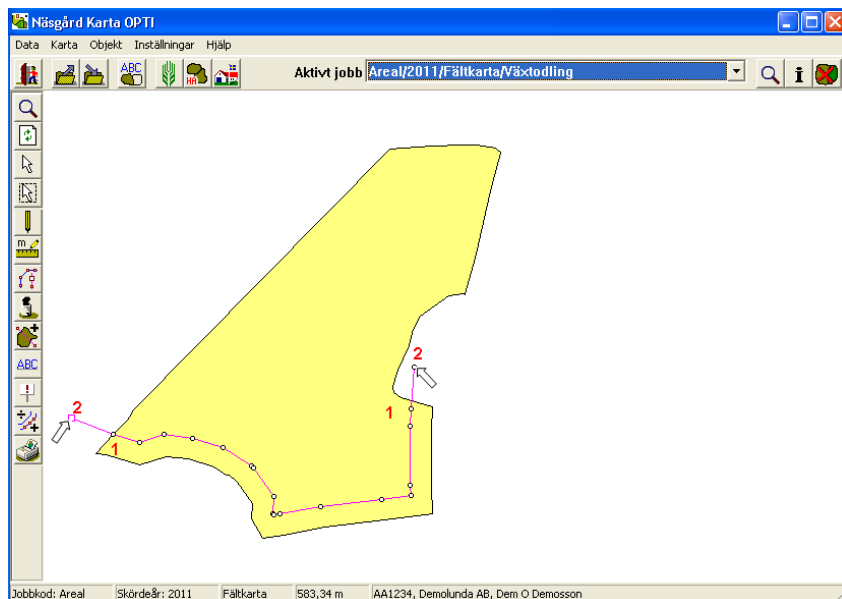 Näsgård Karta OPTI
Data Karta Objekt Inställningar Hjälp
ABC HA Aktivt jobb Areal/2011/Fältkarta/Växtodling i
m
ABC
2
1
2
1
Jobbkod: Areal Skördeår: 2011 Fältkarta 583,34 m AA1234, Demolunda AB, Dem O Demosson